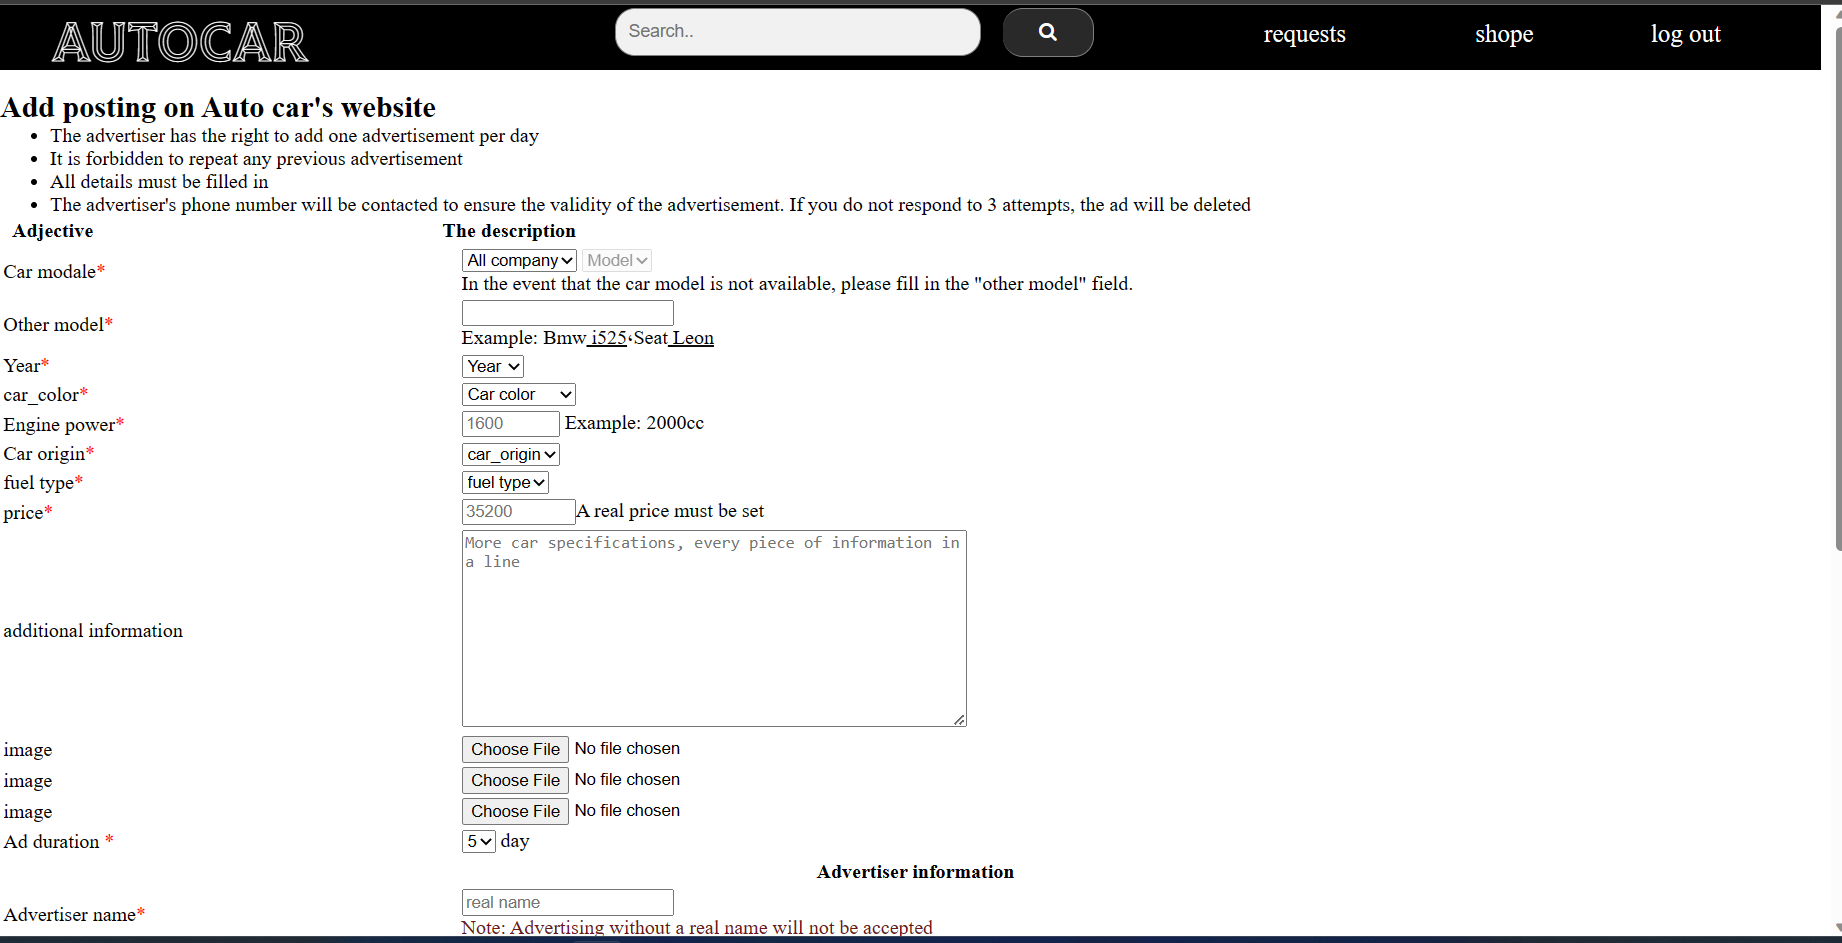 AUTOCAR
Search..
requests
shope
log out
Add posting on Auto car's website
• The advertiser has the right to add one advertisement per day
• It is forbidden to repeat any previous advertisement
• All details must be filled in
• The advertiser's phone number will be contacted to ensure the validity of the advertisement. If you do not respond to 3 attempts, the ad will be deleted
Adjective The description
Car modale* All company Model
In the event that the car model is not available, please fill in the "other model" field.
Other model*
Example: Bmw i525،Seat Leon
Year* Year
car_color* Car color
Engine power* 1600 Example: 2000cc
Car origin* car_origin
fuel type* fuel type
price* 35200 A real price must be set
More car specifications, every piece of information in
a line
additional information
image Choose File No file chosen
image Choose File No file chosen
image Choose File No file chosen
Ad duration * 5 day
Advertiser information
Advertiser name* real name
Note: Advertising without a real name will not be accepted